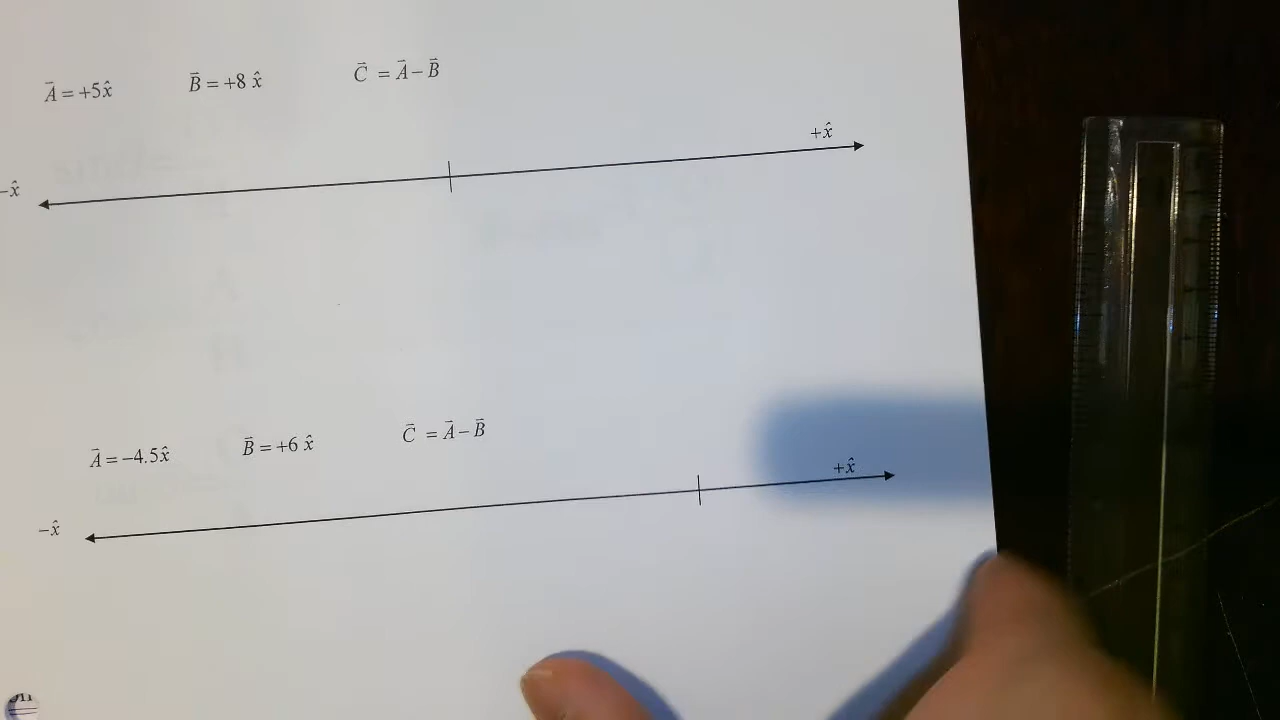 A⃗ = +5x̂ B⃗ = +8 x̂ C⃗ = A⃗ − B⃗
+x̂
−x̂
A⃗ = −4.5x̂ B⃗ = +6 x̂ C⃗ = A⃗ − B⃗
+x̂
−x̂